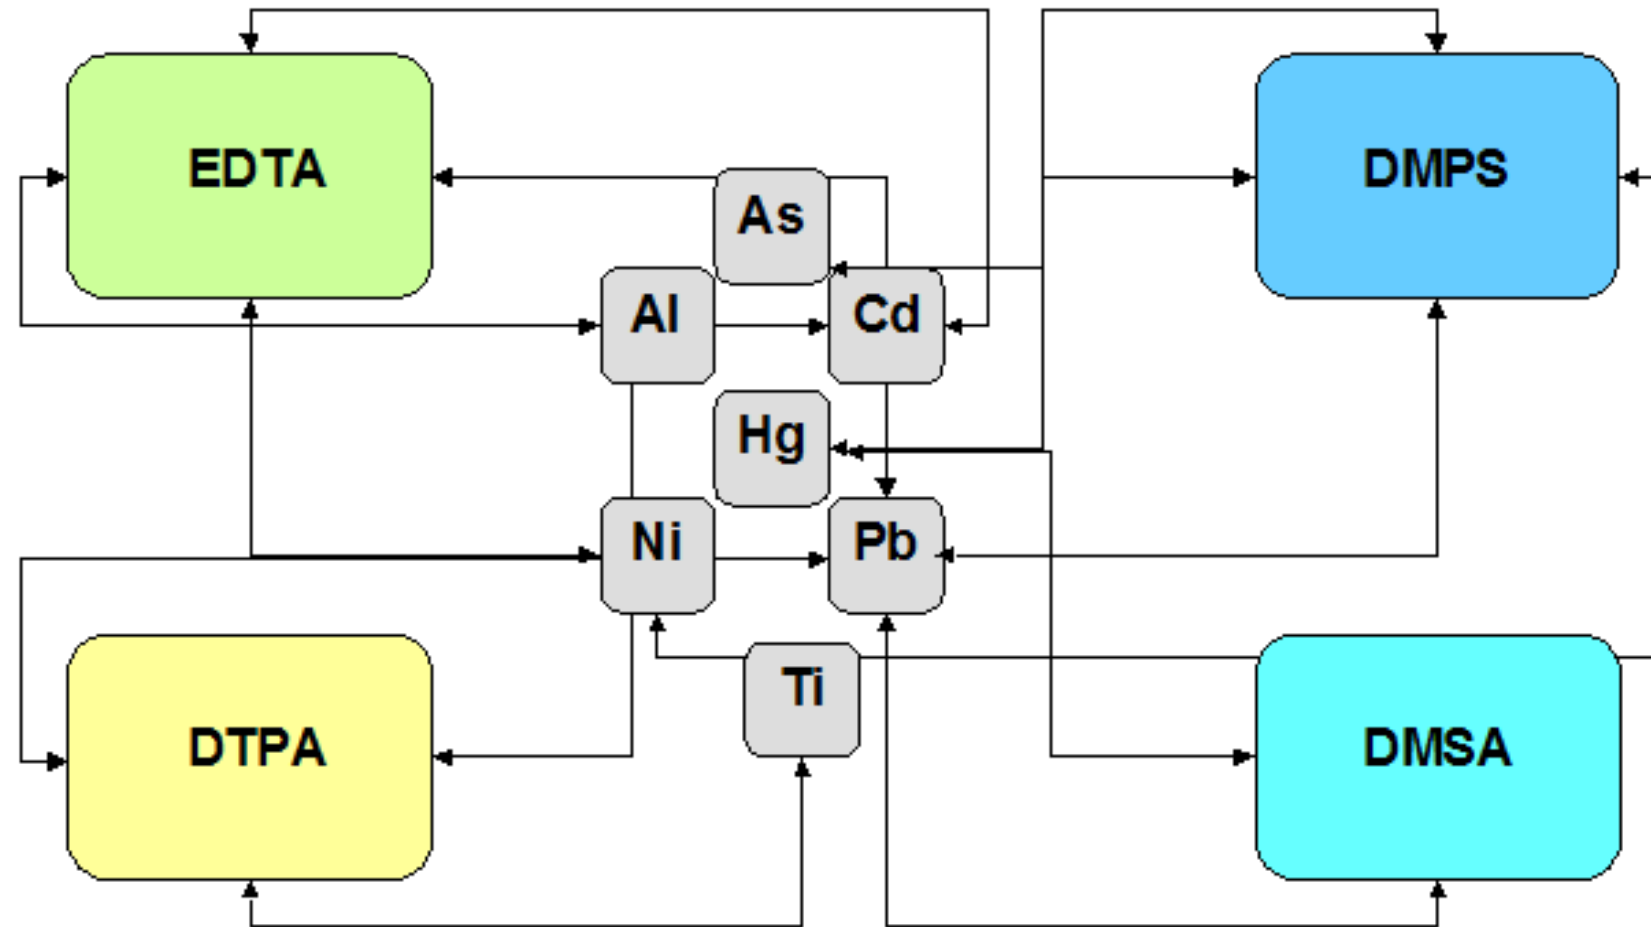 EDTA
DMPS
As
Al
Cd
Hg
Ni
Pb
Ti
DTPA
DMSA